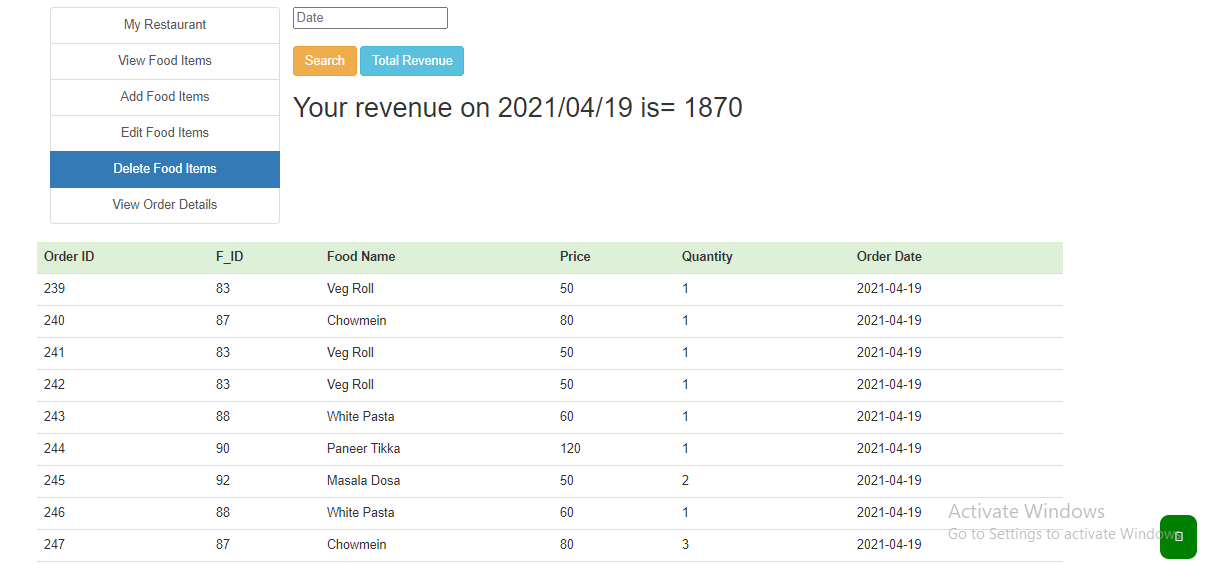 My Restaurant
View Food Items
Add Food Items
Edit Food Items
Delete Food Items
View Order Details
Date
Search Total Revenue
Your revenue on 2021/04/19 is= 1870
Order ID F_ID Food Name Price Quantity Order Date
239 83 Veg Roll 50 1 2021-04-19
240 87 Chowmein 80 1 2021-04-19
241 83 Veg Roll 50 1 2021-04-19
242 83 Veg Roll 50 1 2021-04-19
243 88 White Pasta 60 1 2021-04-19
244 90 Paneer Tikka 120 1 2021-04-19
245 92 Masala Dosa 50 2 2021-04-19
246 88 White Pasta 60 1 2021-04-19
247 87 Chowmein 80 3 2021-04-19
Activate Windows
Go to Settings to activate Windows